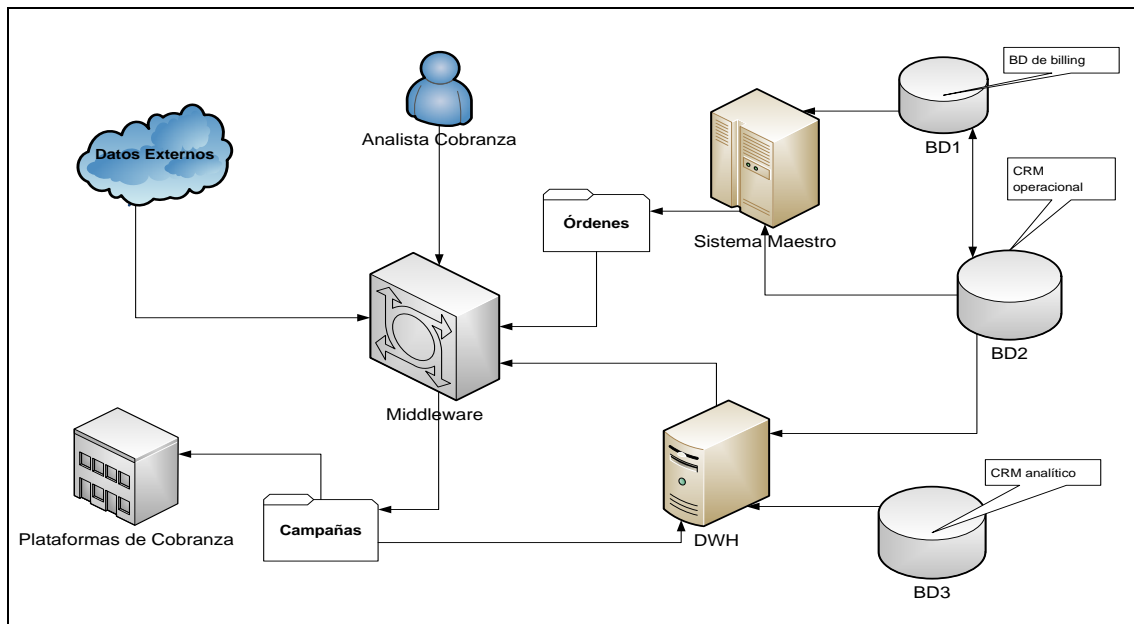 BD de billing
Analista Cobranza
Datos Externos
BD1
CRM
operacional
Órdenes
Sistema Maestro
BD2
Middleware
CRM analítico
Campañas
Plataformas de Cobranza
DWH
BD3